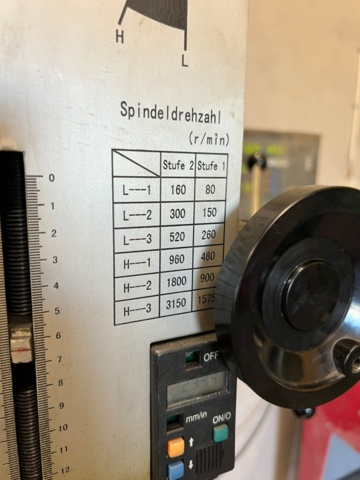 H
L
Spindeldrehzahl
(r/min)
Stufe 2 Stufe 1
L---1 160 80
L---2 300 150
L---3 520 260
H---1 960 480
H---2 1800 900
H---3 3150 1575
0
1
2
3
4
5
6
7
8
9
10
11
12
OFF
mm/in
ON/0